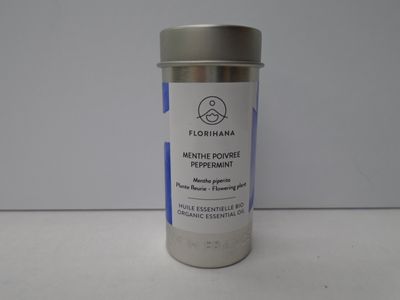 FLORIHANA
MENTHE POIVREE
PEPPERMINT
Mentha piperita
Plante fleurie - Flowering plant
HUILE ESSENTIELLE BIO
ORGANIC ESSENTIAL OIL